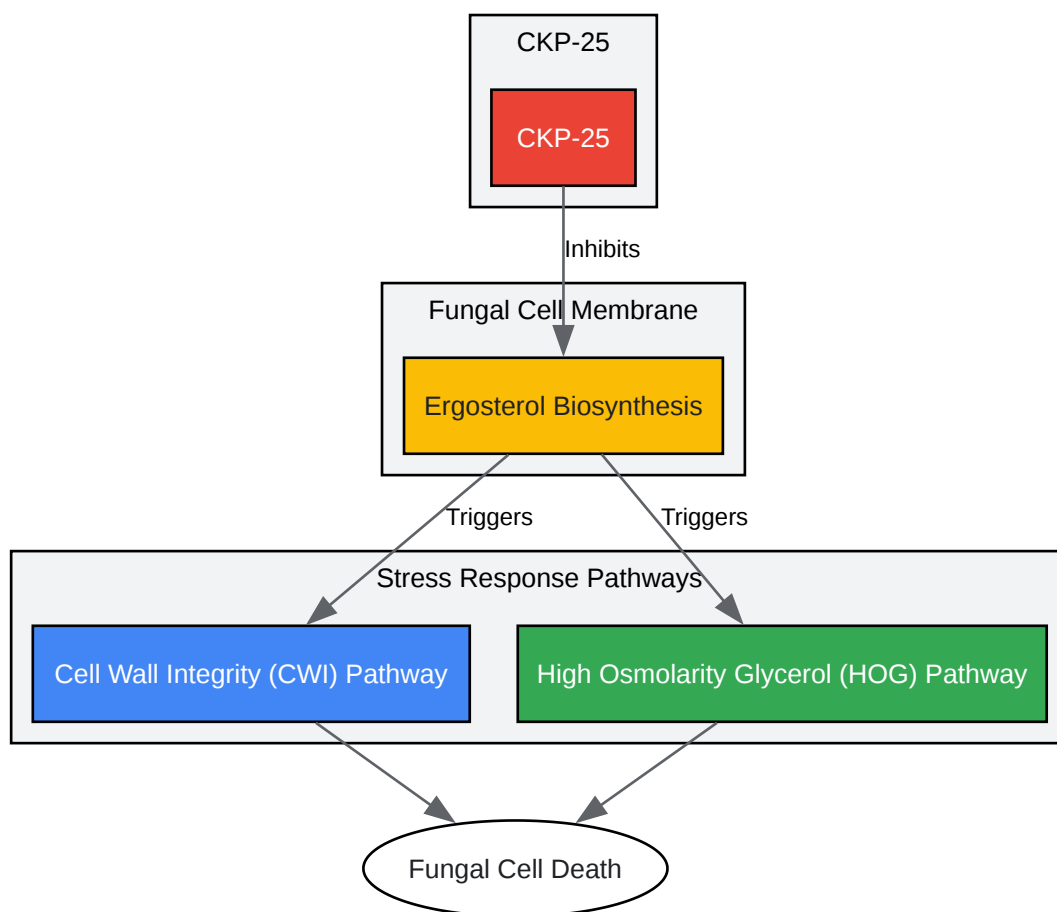 CKP-25
CKP-25
Inhibits
Fungal Cell Membrane
Ergosterol Biosynthesis
Triggers
Triggers
Stress Response Pathways
Cell Wall Integrity (CWI) Pathway
High Osmolarity Glycerol (HOG) Pathway
Fungal Cell Death